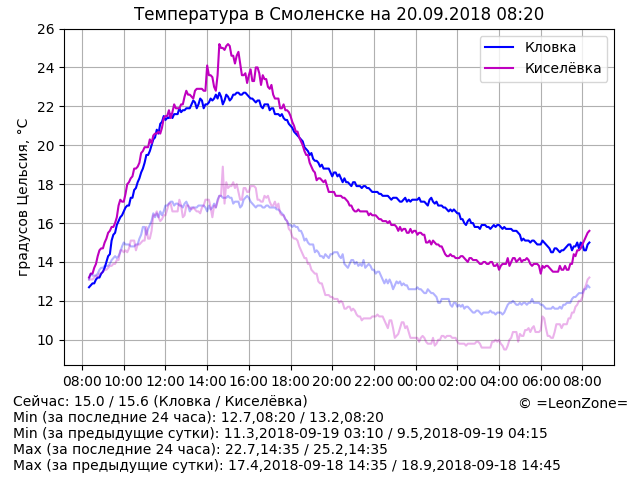 Температура в Смоленске на 20.09.2018 08:20
26
24
22
20
18
16
14
12
10
градусов Цельсия, °C
Кловка
Киселёвка
08:00 10:00 12:00 14:00 16:00 18:00 20:00 22:00 00:00 02:00 04:00 06:00 08:00
Сейчас: 15.0 / 15.6 (Кловка / Киселёвка)
© =LeonZone=
Min (за последние 24 часа): 12.7,08:20 / 13.2,08:20
Min (за предыдущие сутки): 11.3,2018-09-19 03:10 / 9.5,2018-09-19 04:15
Max (за последние 24 часа): 22.7,14:35 / 25.2,14:35
Max (за предыдущие сутки): 17.4,2018-09-18 14:35 / 18.9,2018-09-18 14:45